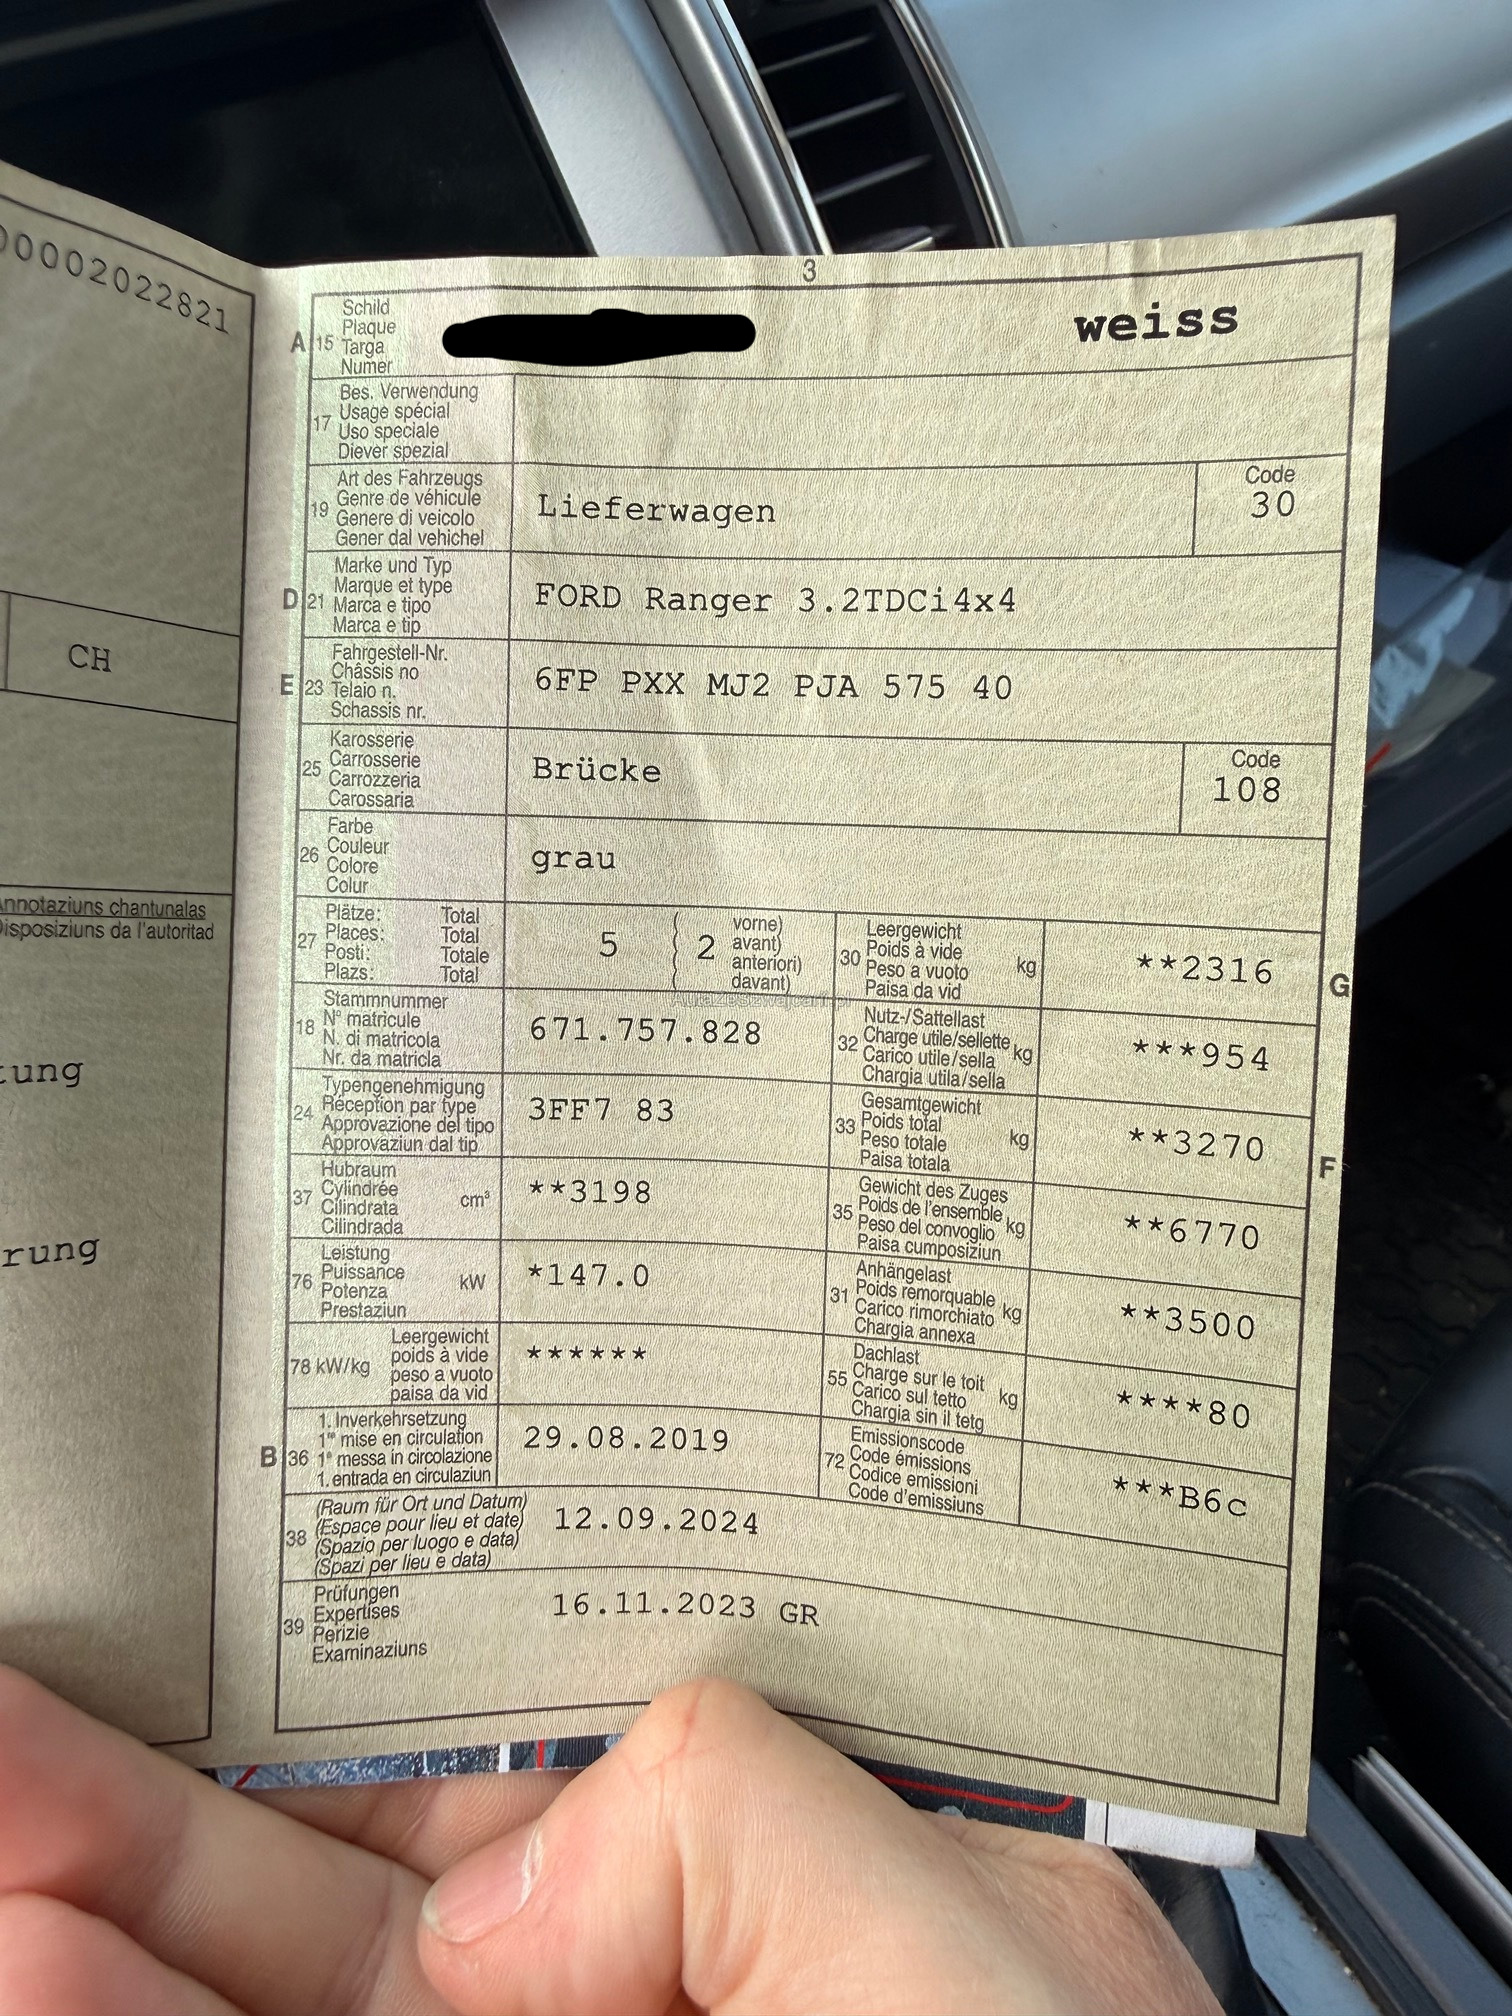 00002022821
CH
Annotaziuns chantunalas
Disposiziuns da l'autoritad
tung
rung
3
A 15 Schild
Plaque
Targa
Numer
weiss
17 Bes. Verwendung
Usage spécial
Uso speciale
Diever spezial
19 Art des Fahrzeugs
Genre de véhicule
Genere di veicolo
Gener dal vehichel
Lieferwagen
Code
30
D 21 Marke und Typ
Marque et type
Marca e tipo
Marca e tip
FORD Ranger 3.2TDCi4x4
E 23 Fahrgestell-Nr.
Châssis no
Telaio n.
Schassis nr.
6FP PXX MJ2 PJA 575 40
25 Karosserie
Carrosserie
Carrozzeria
Carossaria
Brücke
Code
108
26 Farbe
Couleur
Colore
Colur
grau
27 Plätze: Total
Places: Total
Posti: Totale
Plazs: Total
5 ( 2 vorne)
avant)
anteriori)
davant)
30 Leergewicht
Poids à vide
Peso a vuoto
Paisa da vid
kg
**2316
G
18 Stammnummer
N° matricule
N. di matricola
Nr. da matricla
671.757.828
32 Nutz-/Sattellast
Charge utile/sellette
Carico utile/sella
Chargia utila/sella
kg
***954
24 Typengenehmigung
Réception par type
Approvazione del tipo
Approvaziun dal tip
3FF7 83
33 Gesamtgewicht
Poids total
Peso totale
Paisa totala
kg
**3270
F
37 Hubraum
Cylindrée
Cilindrata
Cilindrada
cm³
**3198
35 Gewicht des Zuges
Poids de l'ensemble
Peso del convoglio
Paisa cumposiziun
kg
**6770
76 Leistung
Puissance
Potenza
Prestaziun
kW
*147.0
31 Anhängelast
Poids remorquable
Carico rimorchiato
Chargia annexa
kg
**3500
78 kW/kg Leergewicht
poids à vide
peso a vuoto
paisa da vid
******
55 Dachlast
Charge sur le toit
Carico sul tetto
Chargia sin il tetg
kg
****80
B 36 1. Inverkehrsetzung
1re mise en circulation
1a messa in circolazione
1. entrada en circulaziun
29.08.2019
72 Emissionscode
Code émissions
Codice emissioni
Code d'emissiuns
***B6c
38 (Raum für Ort und Datum)
(Espace pour lieu et date)
(Spazio per luogo e data)
(Spazi per lieu e data)
12.09.2024
39 Prüfungen
Expertises
Perizie
Examinaziuns
16.11.2023 GR